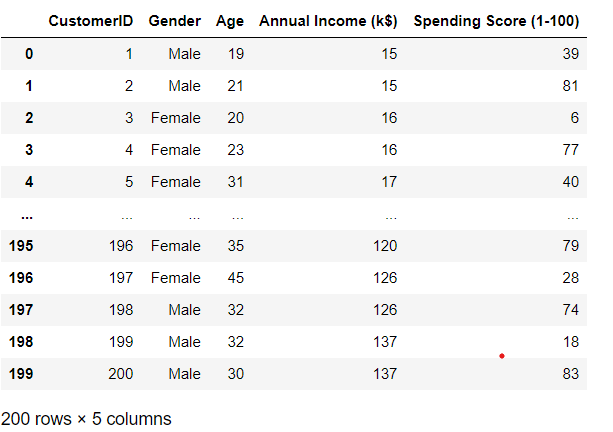 CustomerID Gender Age Annual Income (k$) Spending Score (1-100)
0 1 Male 19 15 39
1 2 Male 21 15 81
2 3 Female 20 16 6
3 4 Female 23 16 77
4 5 Female 31 17 40
... ... ... ... ... ...
195 196 Female 35 120 79
196 197 Female 45 126 28
197 198 Male 32 126 74
198 199 Male 32 137 18
199 200 Male 30 137 83
200 rows × 5 columns